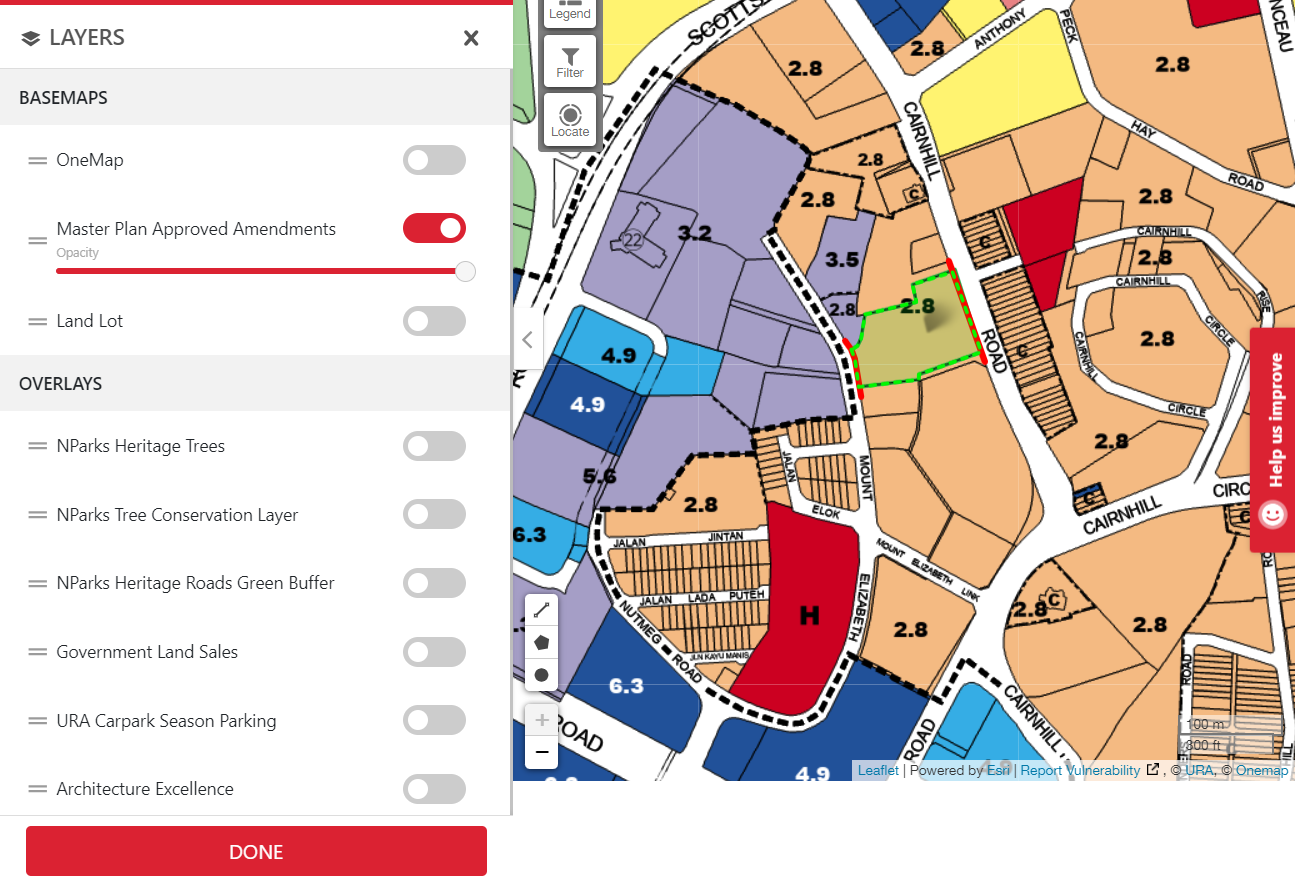 LAYERS
BASEMAPS
OneMap
Master Plan Approved Amendments
Opacity
Land Lot
OVERLAYS
NParks Heritage Trees
NParks Tree Conservation Layer
NParks Heritage Roads Green Buffer
Government Land Sales
URA Carpark Season Parking
Architecture Excellence
DONE
Legend
Filter
Locate
SCOTTS
ANTHONY
PECK
2.8
2.8
2.8
HAY
ROAD
CAIRNHILL
2.8
C
2.8
2.8
22
3.2
C
CAIRNHILL
3.5
2.8
CAIRNHILL
RISE
2.8
2.8
ROAD
C
2.8
CIRCLE
CAIRNHILL
CIRCLE
4.9
4.9
2.8
5.6
JALAN
MOUNT
C
CIRC
C
2.8
ELOK
CAIRNHILL
6.3
JALAN
JINTAN
MOUNT
ELIZABETH
LINK
ELIZABETH
JALAN LADA PUTEH
NUTMEG
ROAD
JLN KAYU MANIS
H
2.8
2.8
C
2.8
6.3
ROAD
ROAD
CAIRNHILL
ROAD
4.9
4.9
100 m
300 ft
Leaflet | Powered by Esri | Report Vulnerability , © URA, © Onemap
Help us improve